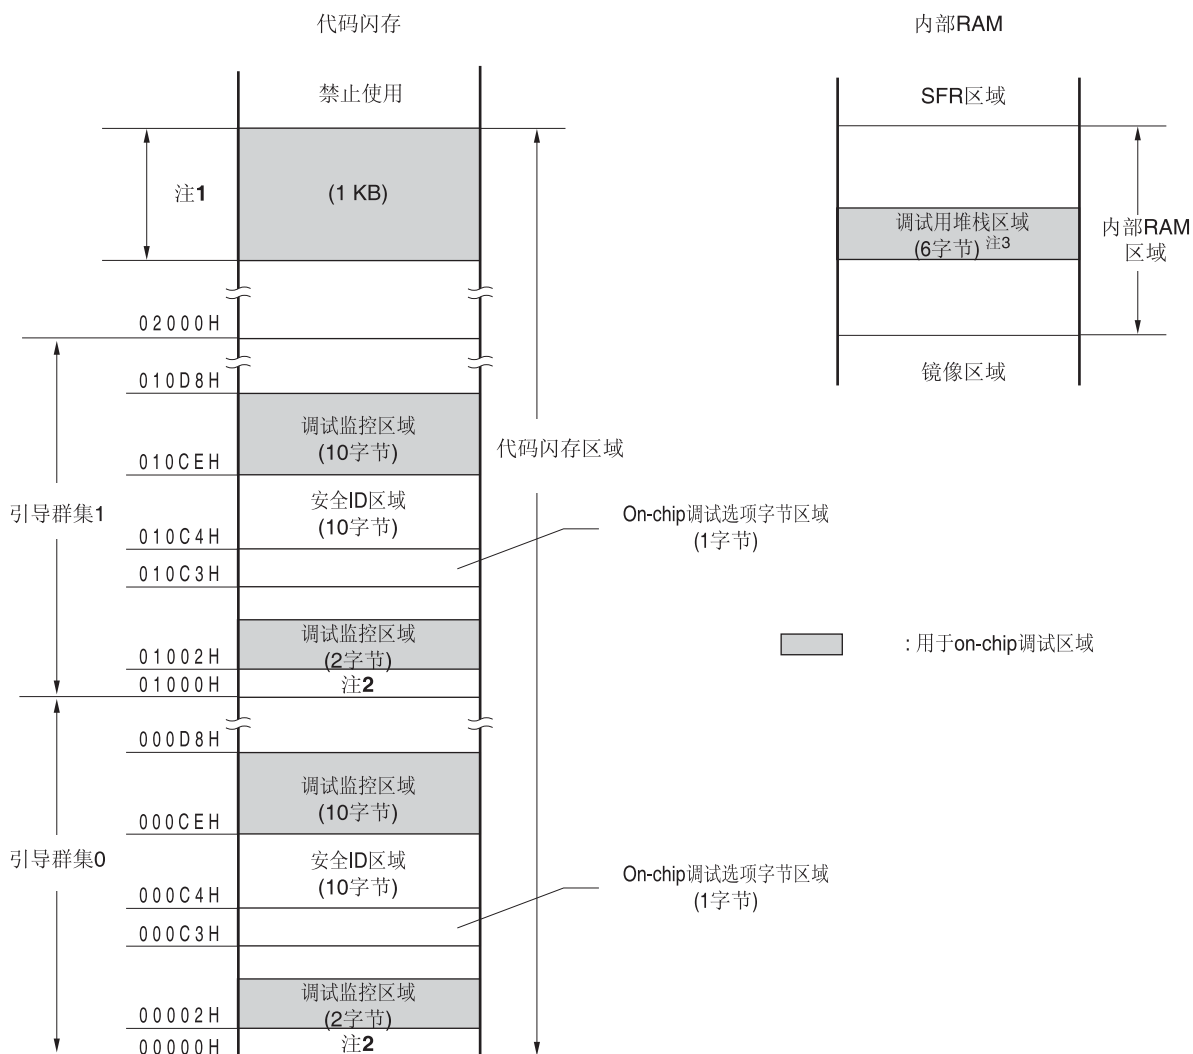 代码闪存
内部RAM
禁止使用
SFR区域
注1
(1 KB)
调试用堆栈区域
(6字节) 注3
内部RAM
区域
02000H
镜像区域
010D8H
调试监控区域
(10字节)
代码闪存区域
010CEH
安全ID区域
(10字节)
引导群集1
On-chip调试选项字节区域
(1字节)
010C4H
010C3H
调试监控区域
(2字节)
: 用于on-chip调试区域
01002H
01000H
注2
000D8H
调试监控区域
(10字节)
000CEH
引导群集0
安全ID区域
(10字节)
On-chip调试选项字节区域
(1字节)
000C4H
000C3H
调试监控区域
(2字节)
00002H
00000H
注2